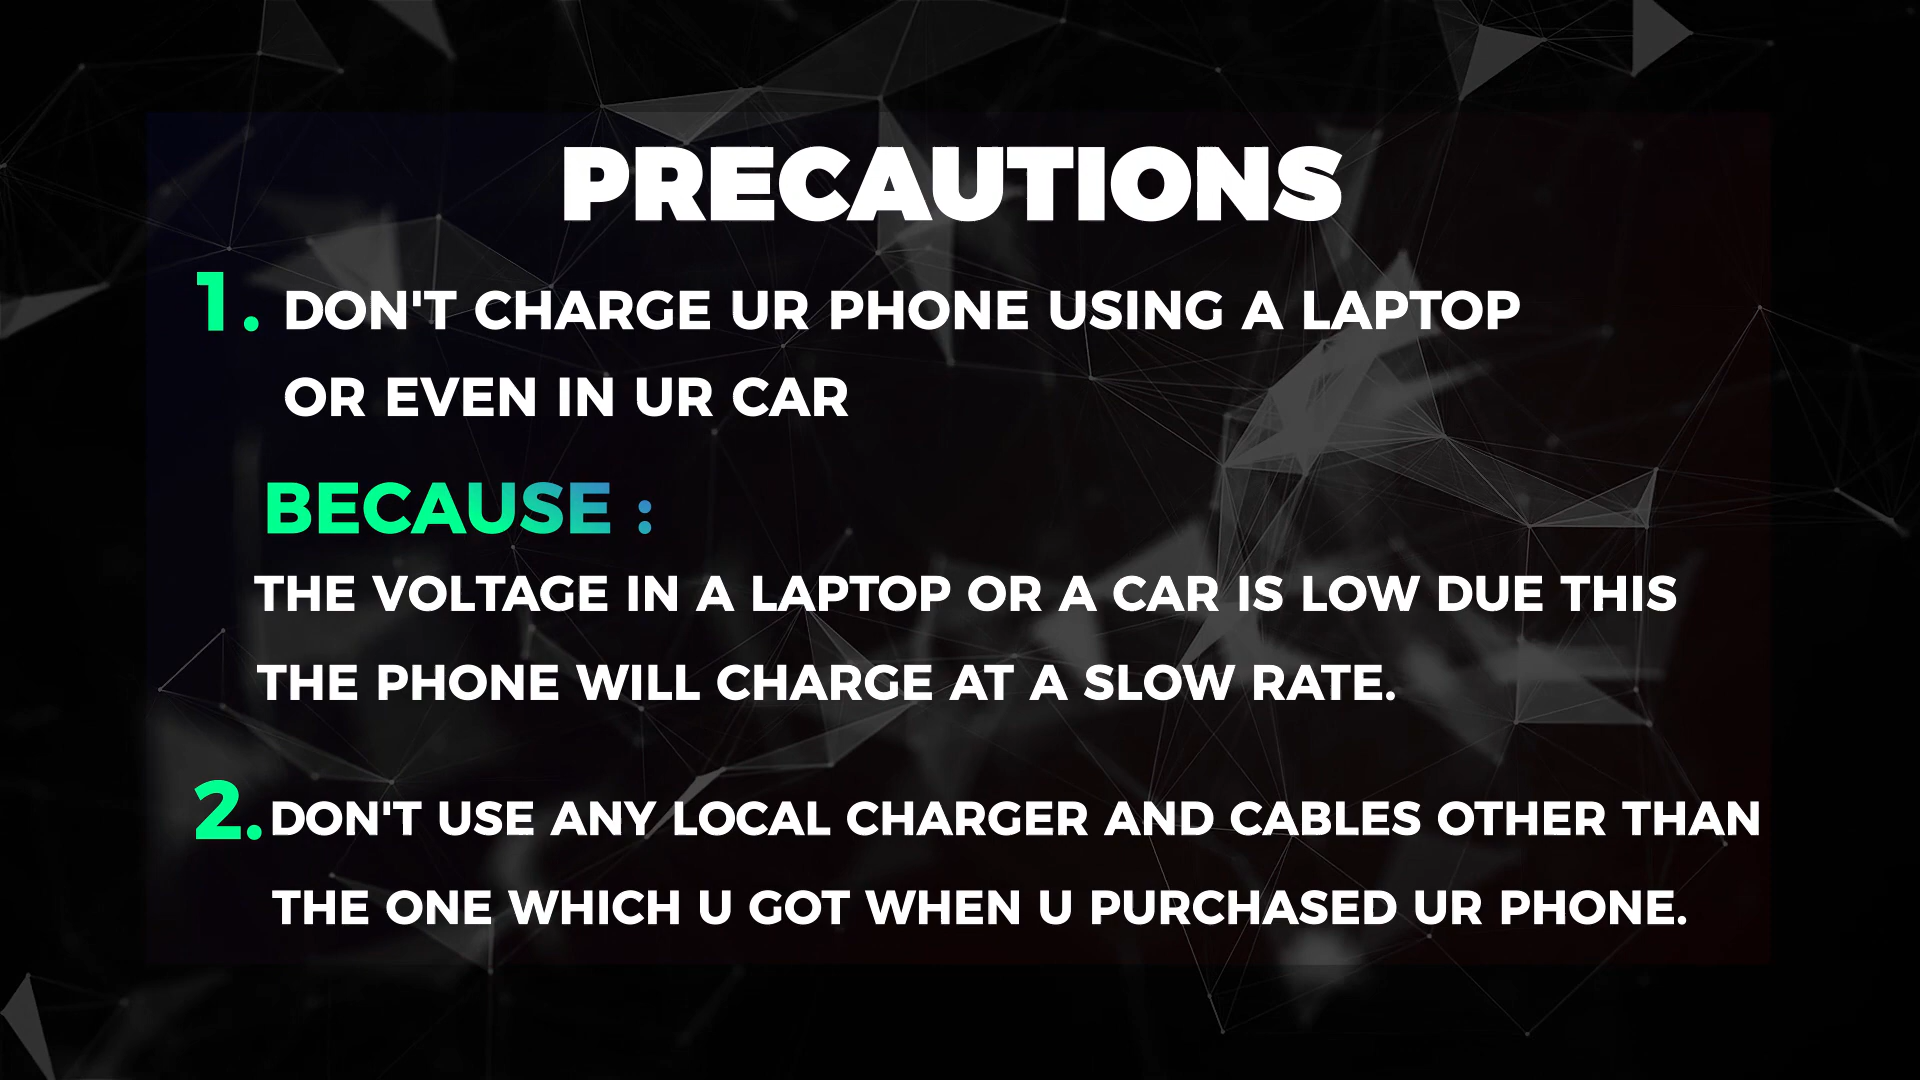 PRECAUTIONS
1. DON'T CHARGE UR PHONE USING A LAPTOP
OR EVEN IN UR CAR
BECAUSE :
THE VOLTAGE IN A LAPTOP OR A CAR IS LOW DUE THIS
THE PHONE WILL CHARGE AT A SLOW RATE.
2. DON'T USE ANY LOCAL CHARGER AND CABLES OTHER THAN
THE ONE WHICH U GOT WHEN U PURCHASED UR PHONE.